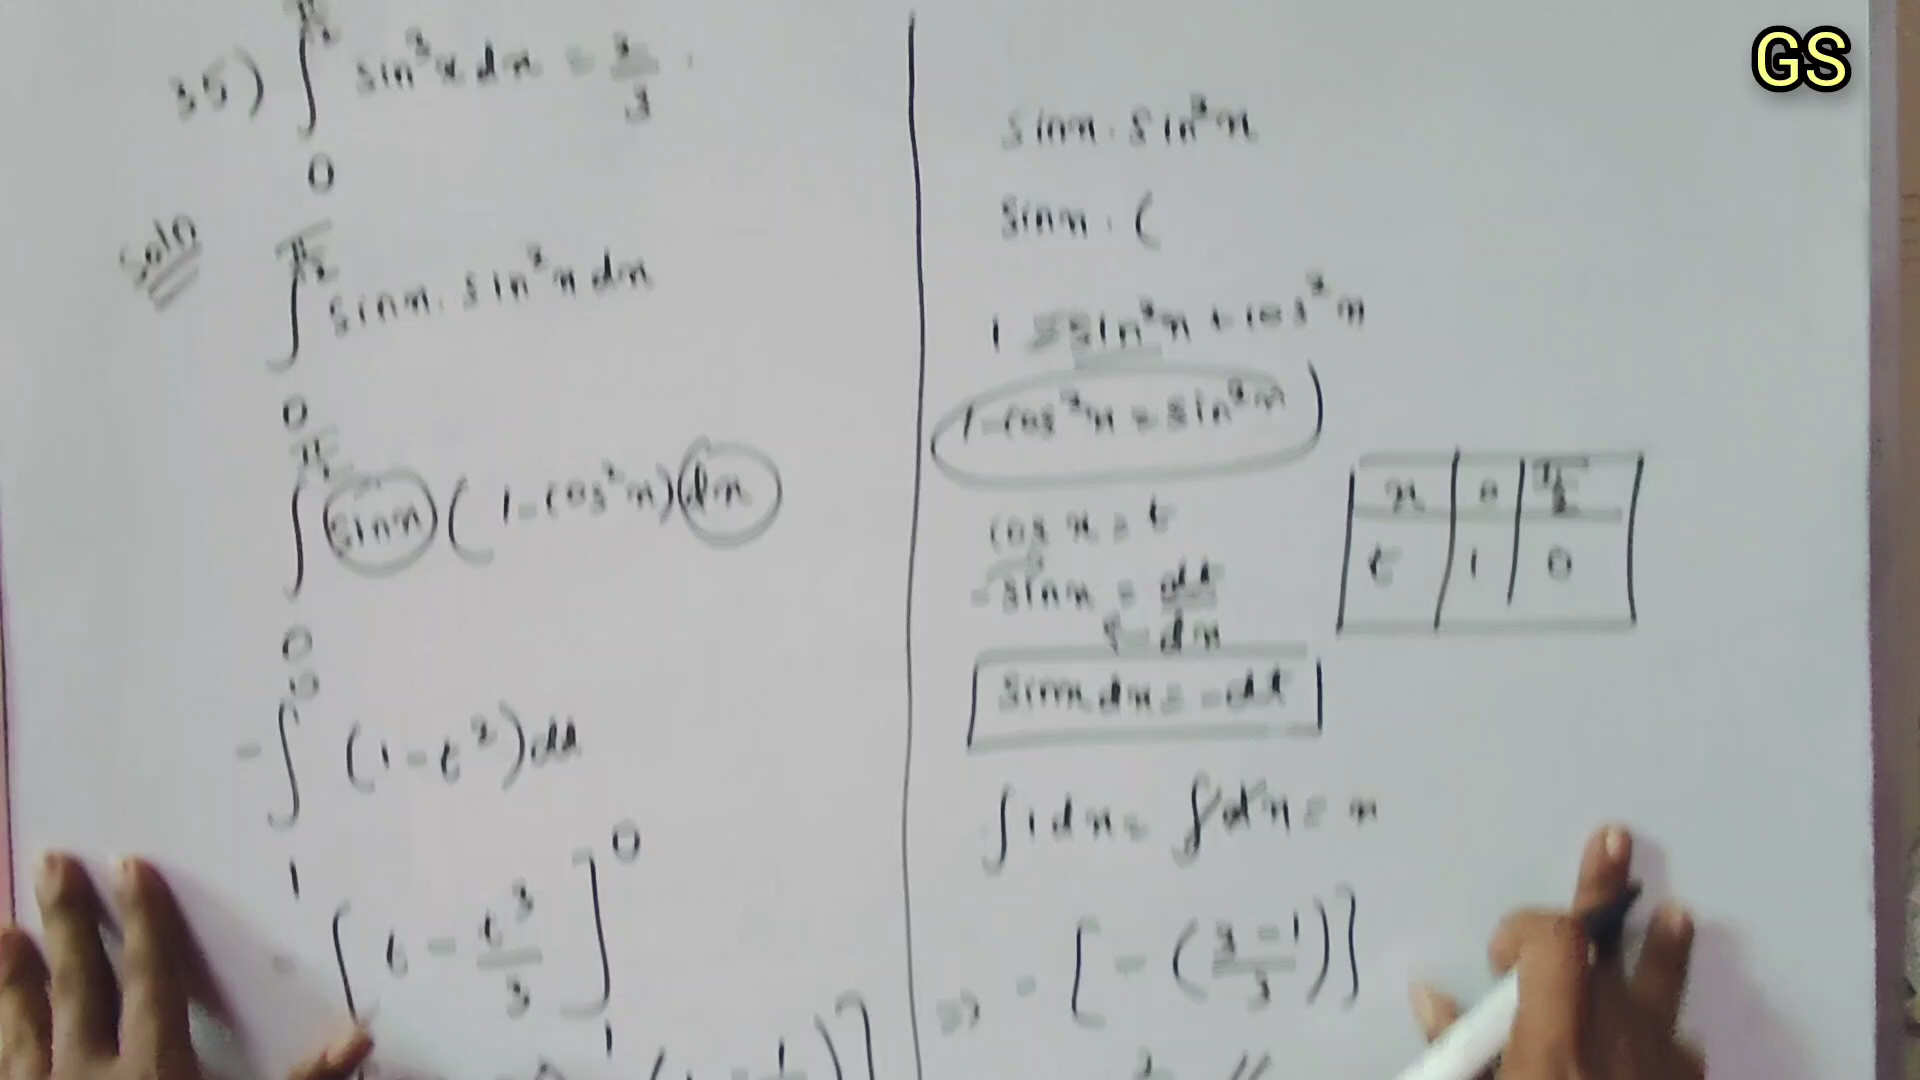 GS
35) ∫₀^(π/2) sin³x dx = 2/3.
Soln
∫₀^(π/2) sinx. sin²x dx
∫₀^(π/2) sinx (1-cos²x) dx
-∫₁⁰ (1-t²)dt
-[t - t³/3]₁⁰
sinx. sin²x
sinx. (
1 = sin²x + cos²x
1-cos²x = sin²x
cos x = t
-sinx = dt/dx
sinx dx = -dt
x 0 π/2
t 1 0
∫1dx = ∫dx = x
⇒ -[-(3-1/3)]